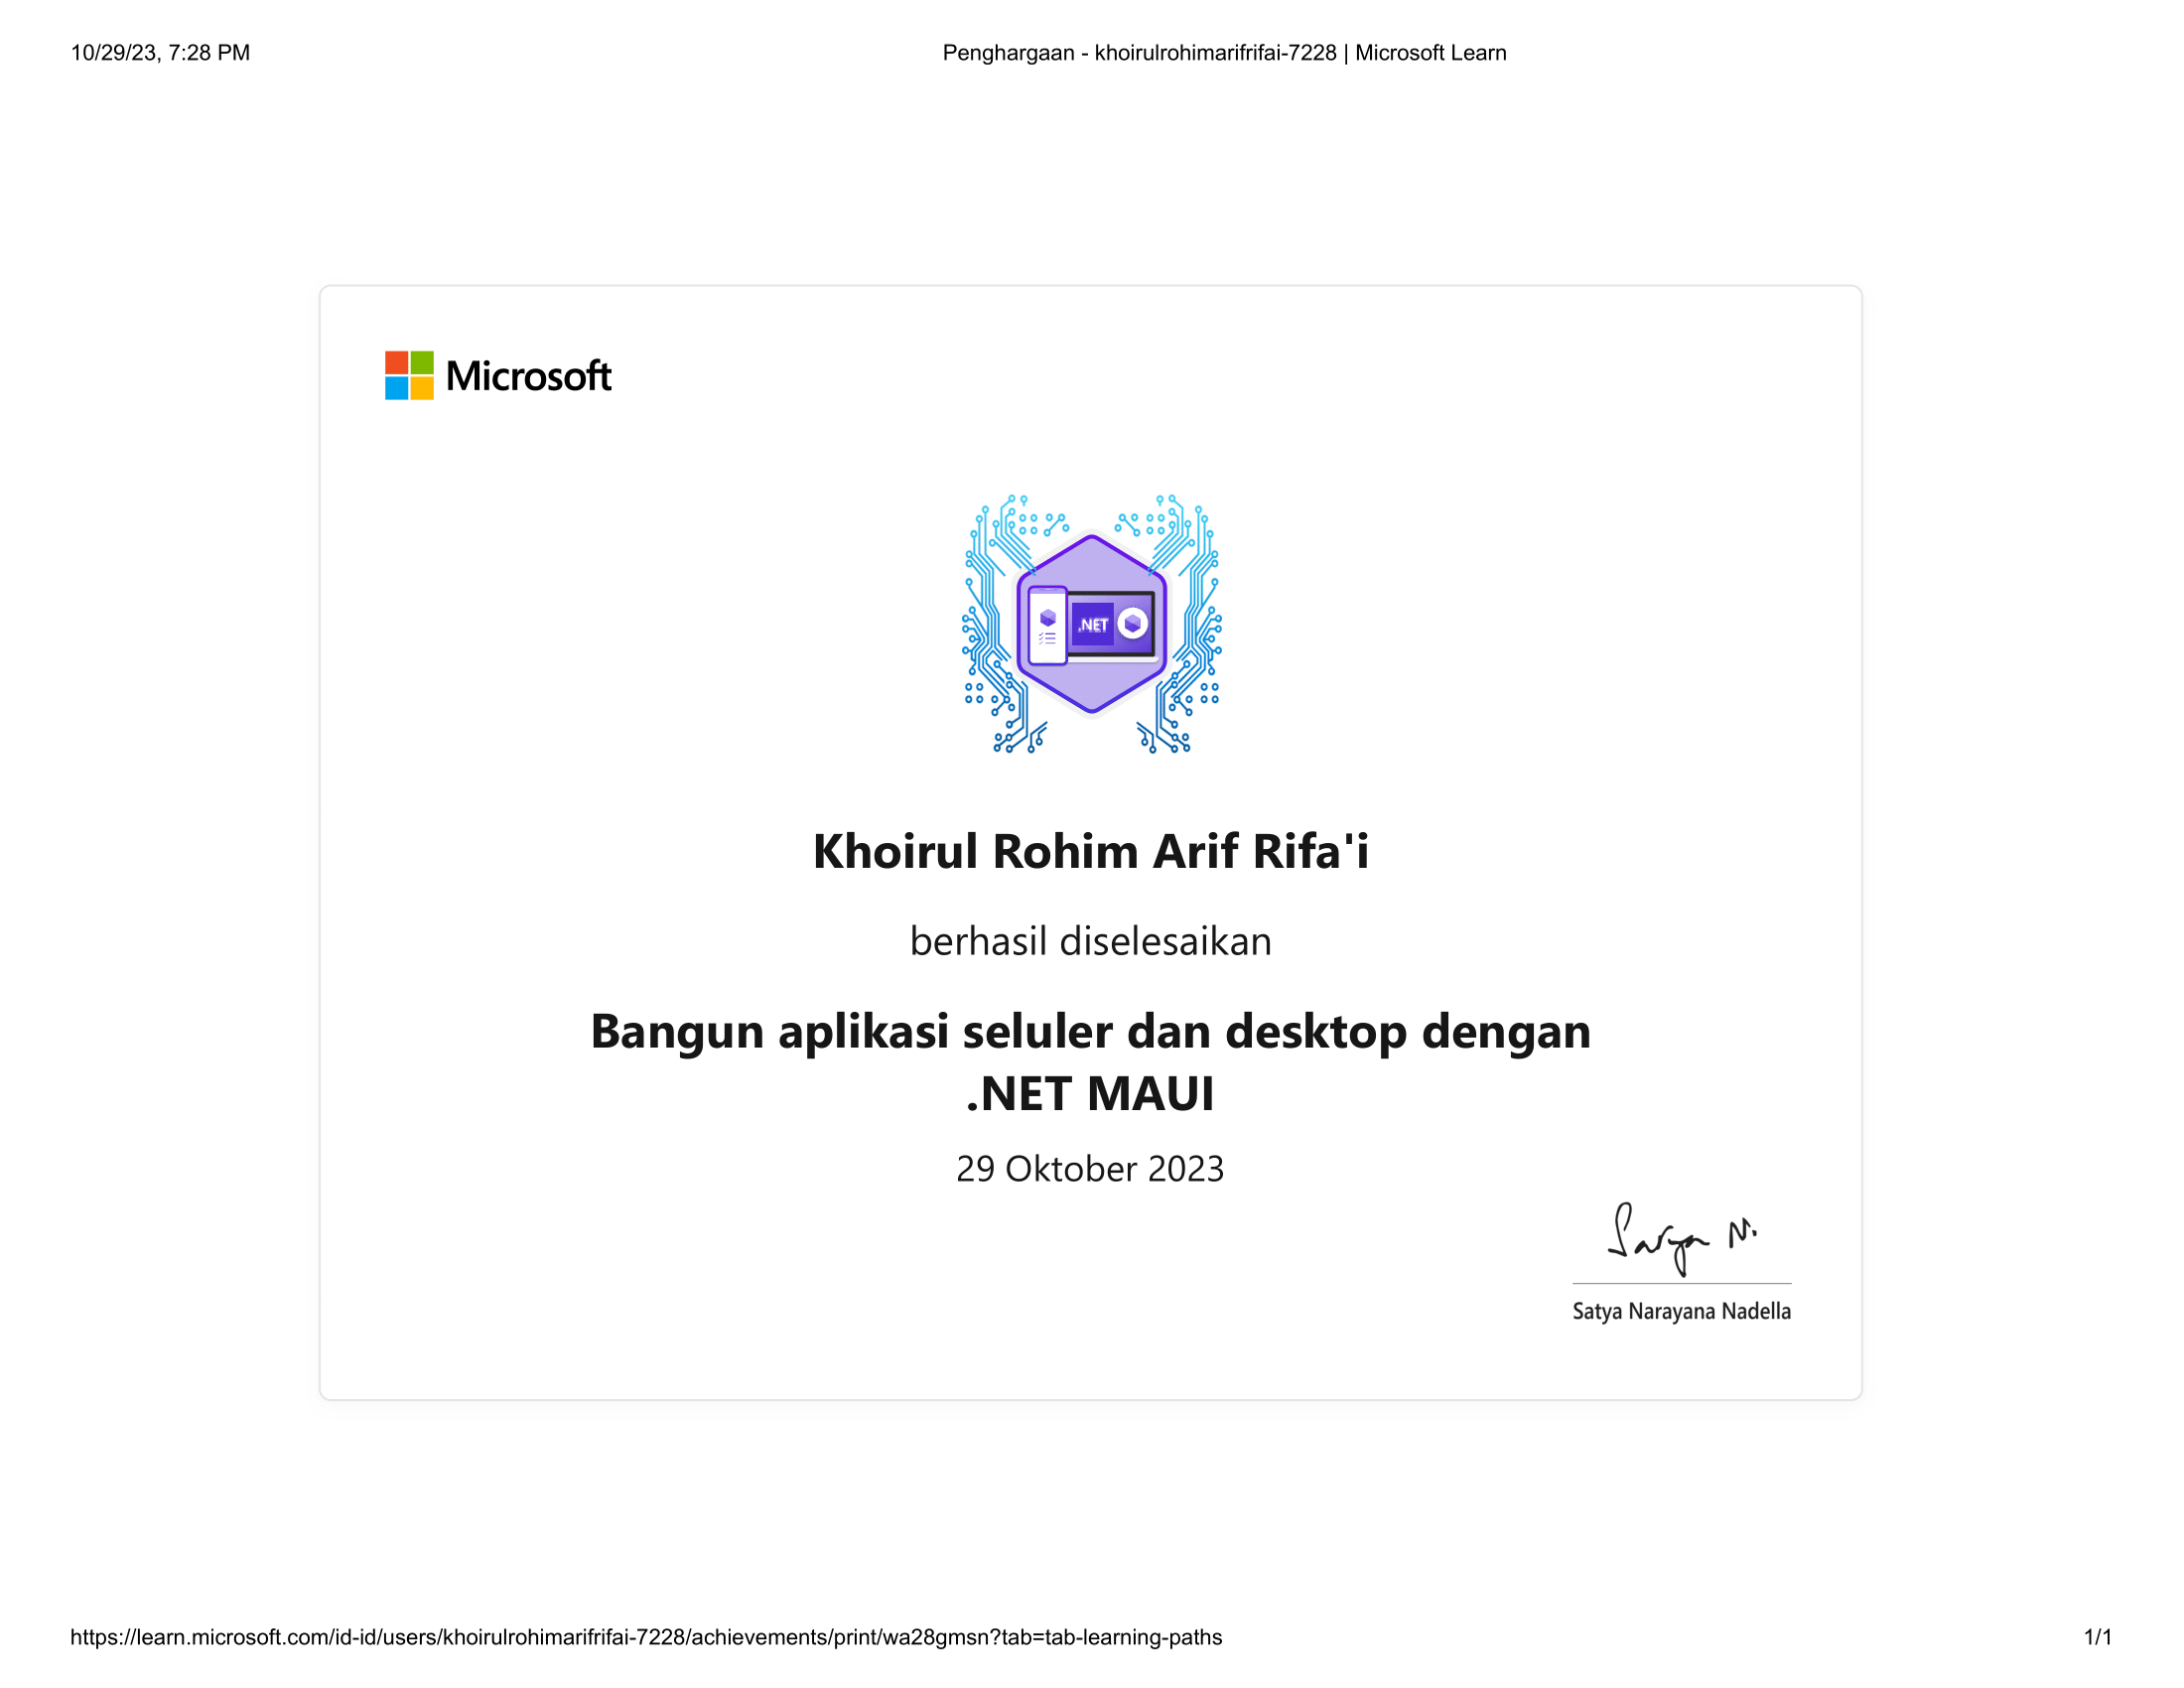 10/29/23, 7:28 PM
Penghargaan - khoirulrohimarifrifai-7228 | Microsoft Learn
Microsoft
.NET
Khoirul Rohim Arif Rifa'i
berhasil diselesaikan
Bangun aplikasi seluler dan desktop dengan
.NET MAUI
29 Oktober 2023
Satya N.
Satya Narayana Nadella
https://learn.microsoft.com/id-id/users/khoirulrohimarifrifai-7228/achievements/print/wa28gmsn?tab=tab-learning-paths
1/1